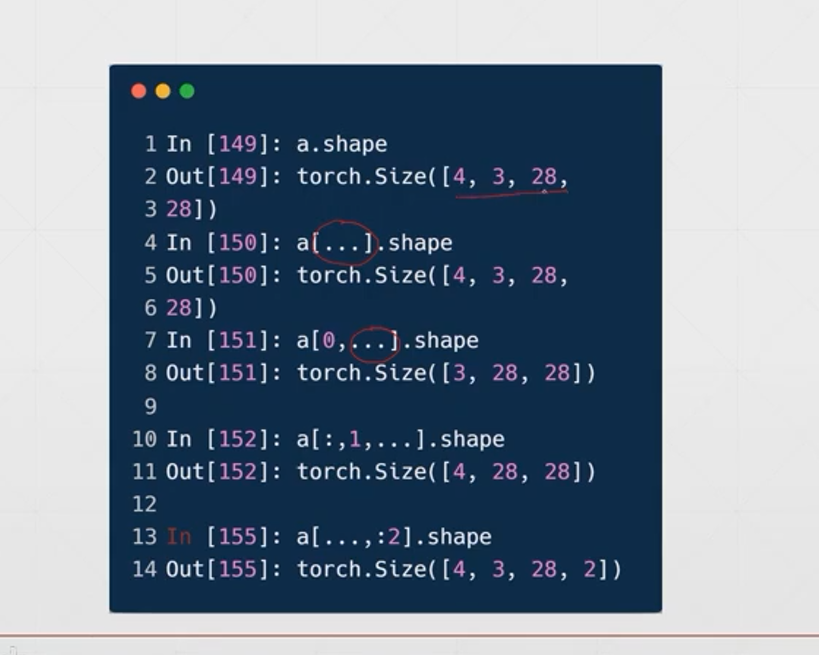 1 In [149]: a.shape
2 Out[149]: torch.Size([4, 3, 28,
3 28])
4 In [150]: a[...].shape
5 Out[150]: torch.Size([4, 3, 28,
6 28])
7 In [151]: a[0,...].shape
8 Out[151]: torch.Size([3, 28, 28])
9
10 In [152]: a[:,1,...].shape
11 Out[152]: torch.Size([4, 28, 28])
12
13 In [155]: a[...,:2].shape
14 Out[155]: torch.Size([4, 3, 28, 2])